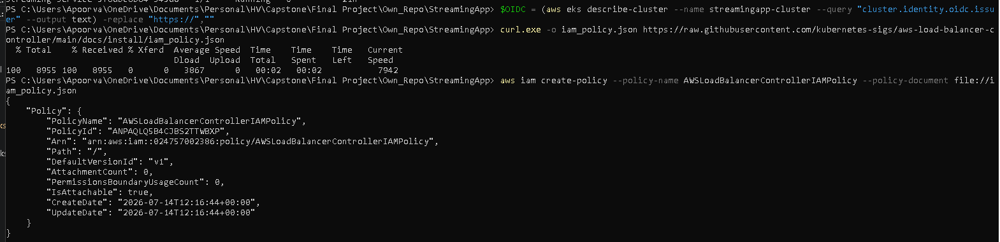 PS C:\Users\Apoorva\OneDrive\Documents\Personal\HV\Capstone\Final Project\Own_Repo\StreamingApp> $OIDC = (aws eks describe-cluster --name streamingapp-cluster --query "cluster.identity.oidc.issu
er" --output text) -replace "https://",""
PS C:\Users\Apoorva\OneDrive\Documents\Personal\HV\Capstone\Final Project\Own_Repo\StreamingApp> curl.exe -o iam_policy.json https://raw.githubusercontent.com/kubernetes-sigs/aws-load-balancer-c
ontroller/main/docs/install/iam_policy.json
  % Total    % Received % Xferd  Average Speed  Time    Time    Time   Current
                                 Dload  Upload  Total   Spent   Left   Speed
100   8955 100   8955   0      0   3867      0  00:02   00:02            7942
PS C:\Users\Apoorva\OneDrive\Documents\Personal\HV\Capstone\Final Project\Own_Repo\StreamingApp> aws iam create-policy --policy-name AWSLoadBalancerControllerIAMPolicy --policy-document file://i
am_policy.json
{
    "Policy": {
        "PolicyName": "AWSLoadBalancerControllerIAMPolicy",
        "PolicyId": "ANPAQLQ5B4CJBS2TTWBXP",
        "Arn": "arn:aws:iam::024757002386:policy/AWSLoadBalancerControllerIAMPolicy",
        "Path": "/",
        "DefaultVersionId": "v1",
        "AttachmentCount": 0,
        "PermissionsBoundaryUsageCount": 0,
        "IsAttachable": true,
        "CreateDate": "2026-07-14T12:16:44+00:00",
        "UpdateDate": "2026-07-14T12:16:44+00:00"
    }
}